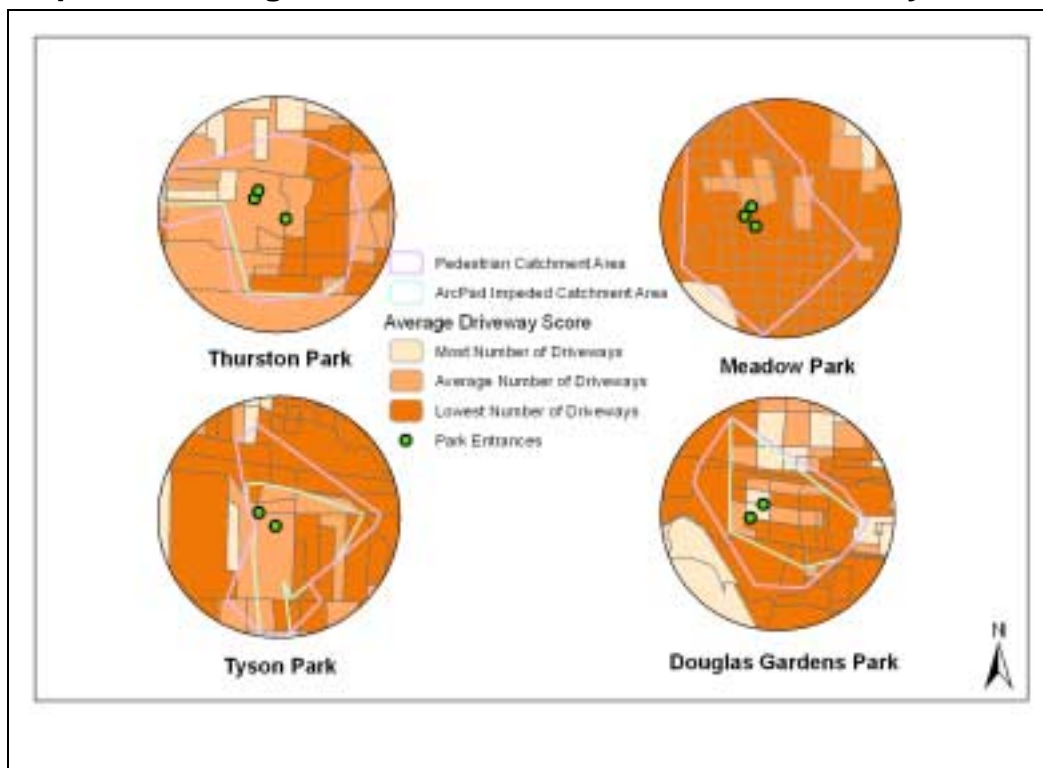 Thurston Park
Meadow Park
Pedestrian Catchment Area
ArcPad Impeded Catchment Area
Average Driveway Score
Most Number of Driveways
Average Number of Driveways
Lowest Number of Driveways
Park Entrances
Tyson Park
Douglas Gardens Park
N